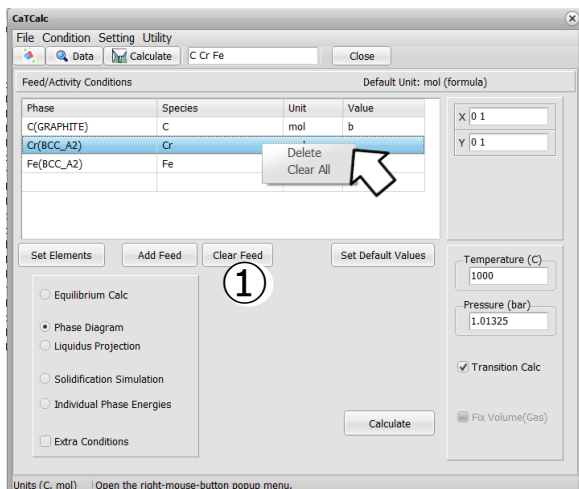 CaTCalc
File Condition Setting Utility
Data Calculate C Cr Fe Close
Feed/Activity Conditions Default Unit: mol (formula)
Phase Species Unit Value
C(GRAPHITE) C mol b
Cr(BCC_A2) Cr
Fe(BCC_A2) Fe
Delete
Clear All
X 0 1
Y 0 1
Set Elements Add Feed Clear Feed Set Default Values
1
Equilibrium Calc
Phase Diagram
Liquidus Projection
Solidification Simulation
Individual Phase Energies
Extra Conditions
Calculate
Temperature (C)
1000
Pressure (bar)
1.01325
Transition Calc
Fix Volume(Gas)
Units (C, mol) Open the right-mouse-button popup menu.